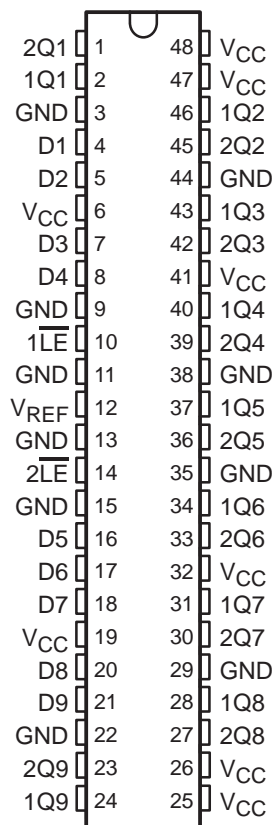 2Q1 1 48 VCC
1Q1 2 47 VCC
GND 3 46 1Q2
D1 4 45 2Q2
D2 5 44 GND
VCC 6 43 1Q3
D3 7 42 2Q3
D4 8 41 VCC
GND 9 40 1Q4
1L̅E̅ 10 39 2Q4
GND 11 38 GND
VREF 12 37 1Q5
GND 13 36 2Q5
2L̅E̅ 14 35 GND
GND 15 34 1Q6
D5 16 33 2Q6
D6 17 32 VCC
D7 18 31 1Q7
VCC 19 30 2Q7
D8 20 29 GND
D9 21 28 1Q8
GND 22 27 2Q8
2Q9 23 26 VCC
1Q9 24 25 VCC